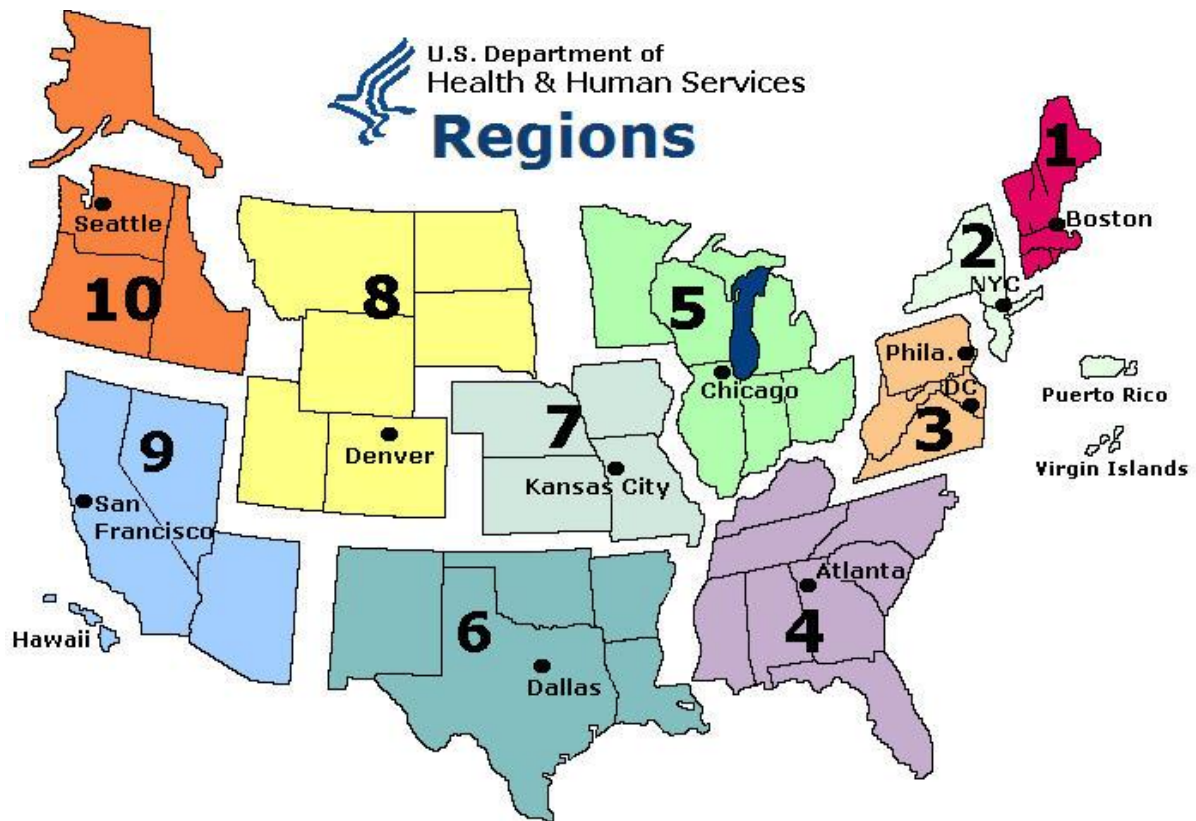 U.S. Department of
Health & Human Services
Regions
1
Boston
Seattle
2
10
8
5
NYC
Phila.
Chicago
DC
Puerto Rico
3
7
9
Denver
Virgin Islands
Kansas City
San
Francisco
Atlanta
Hawaii
6
4
Dallas